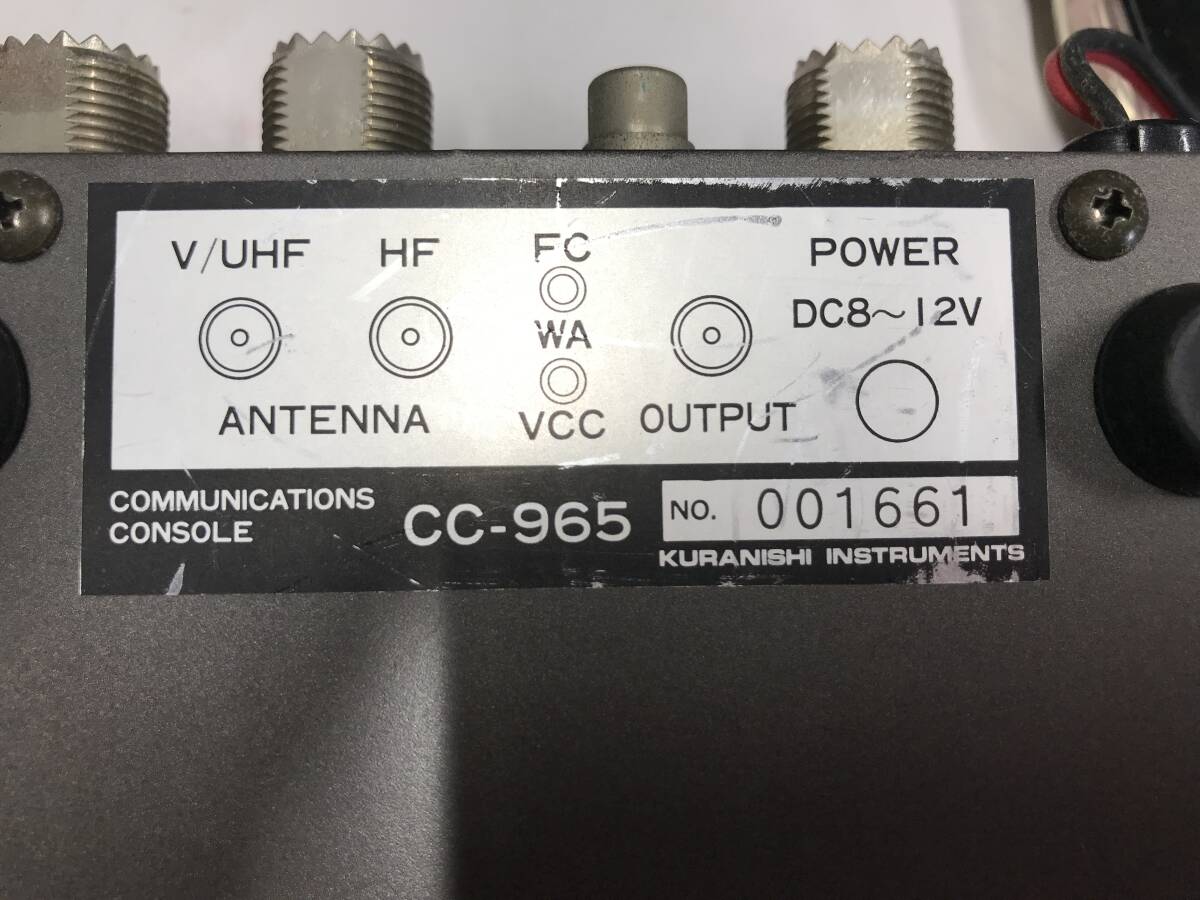 V/UHF HF FC POWER
WA DC8~12V
ANTENNA VCC OUTPUT
COMMUNICATIONS
CONSOLE
CC-965
NO. 001661
KURANISHI INSTRUMENTS